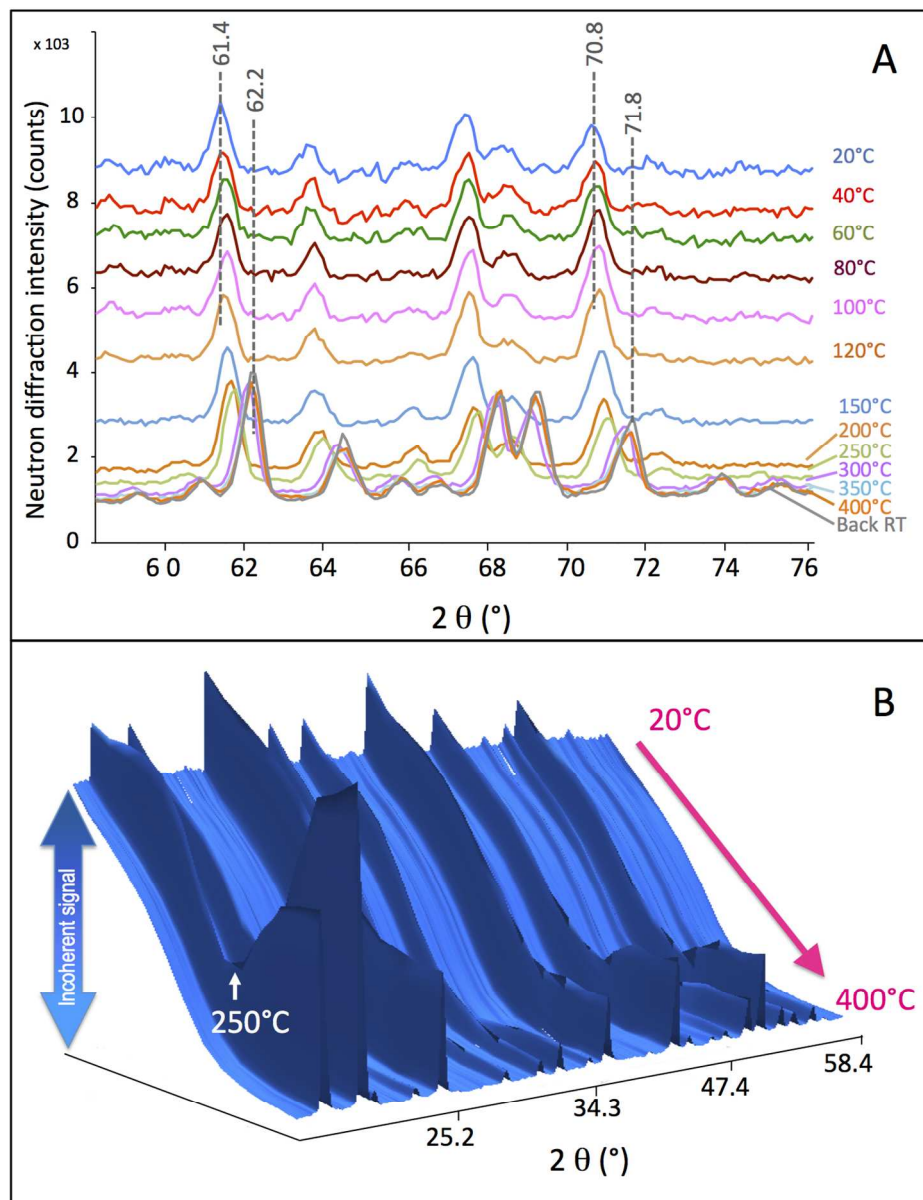 A
x 103
61.4
62.2
70.8
71.8
Neutron diffraction intensity (counts)
10
8
6
4
2
0
20°C
40°C
60°C
80°C
100°C
120°C
150°C
200°C
250°C
300°C
350°C
400°C
Back RT
6 0
62
64
66
68
70
72
74
76
2 θ (°)
B
20°C
Incoherent signal
250°C
400°C
25.2
34.3
47.4
58.4
2 θ (°)